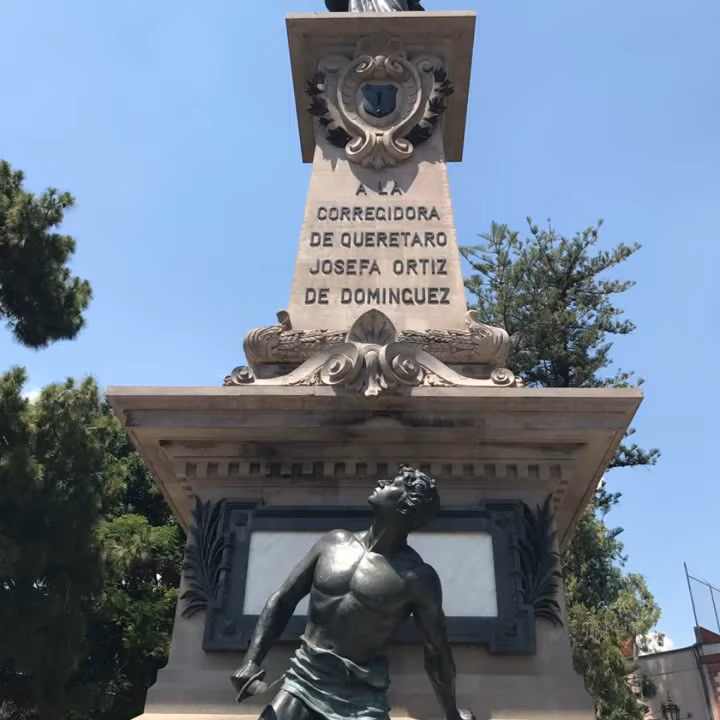 A LA
CORREGIDORA
DE QUERETARO
JOSEFA ORTIZ
DE DOMINGUEZ